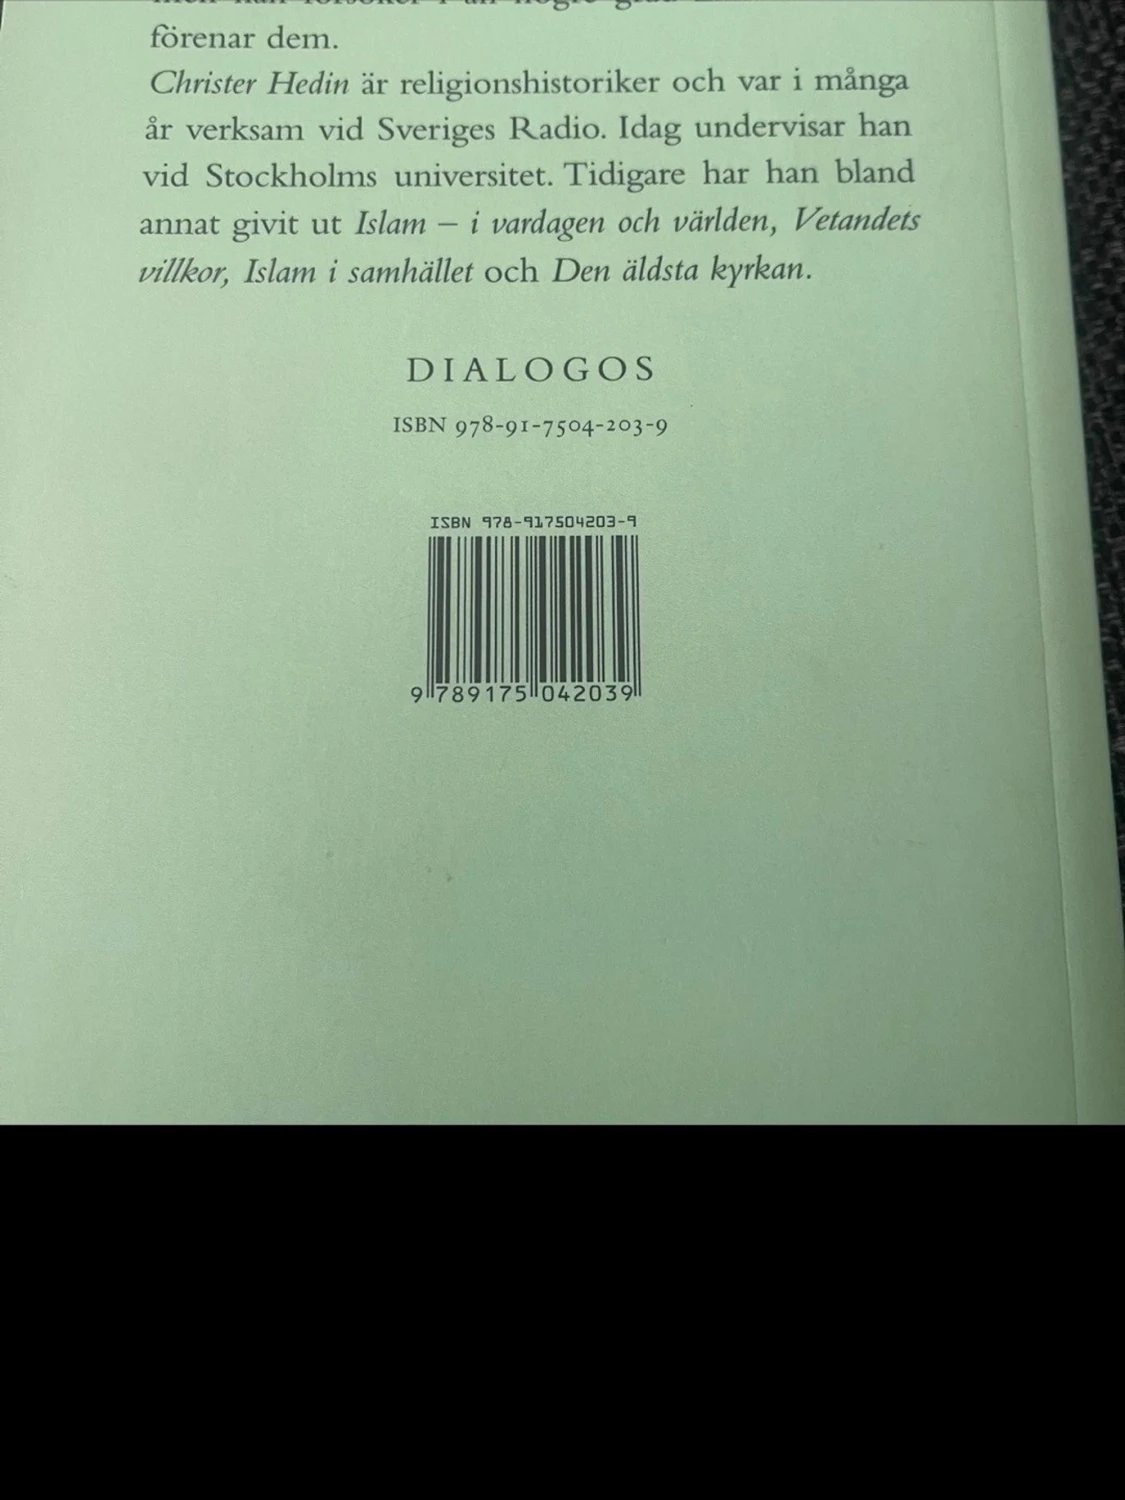 förenar dem.
Christer Hedin är religionshistoriker och var i många
år verksam vid Sveriges Radio. Idag undervisar han
vid Stockholms universitet. Tidigare har han bland
annat givit ut Islam – i vardagen och världen, Vetandets
villkor, Islam i samhället och Den äldsta kyrkan.
DIALOGOS
ISBN 978-91-7504-203-9
ISBN 978-917504203-9
9 789175 042039